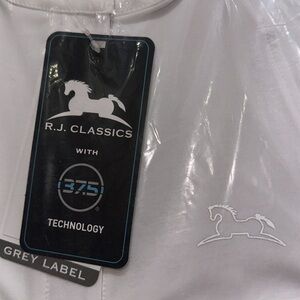 R.J. CLASSICS
WITH
37.5
TECHNOLOGY
GREY LABEL